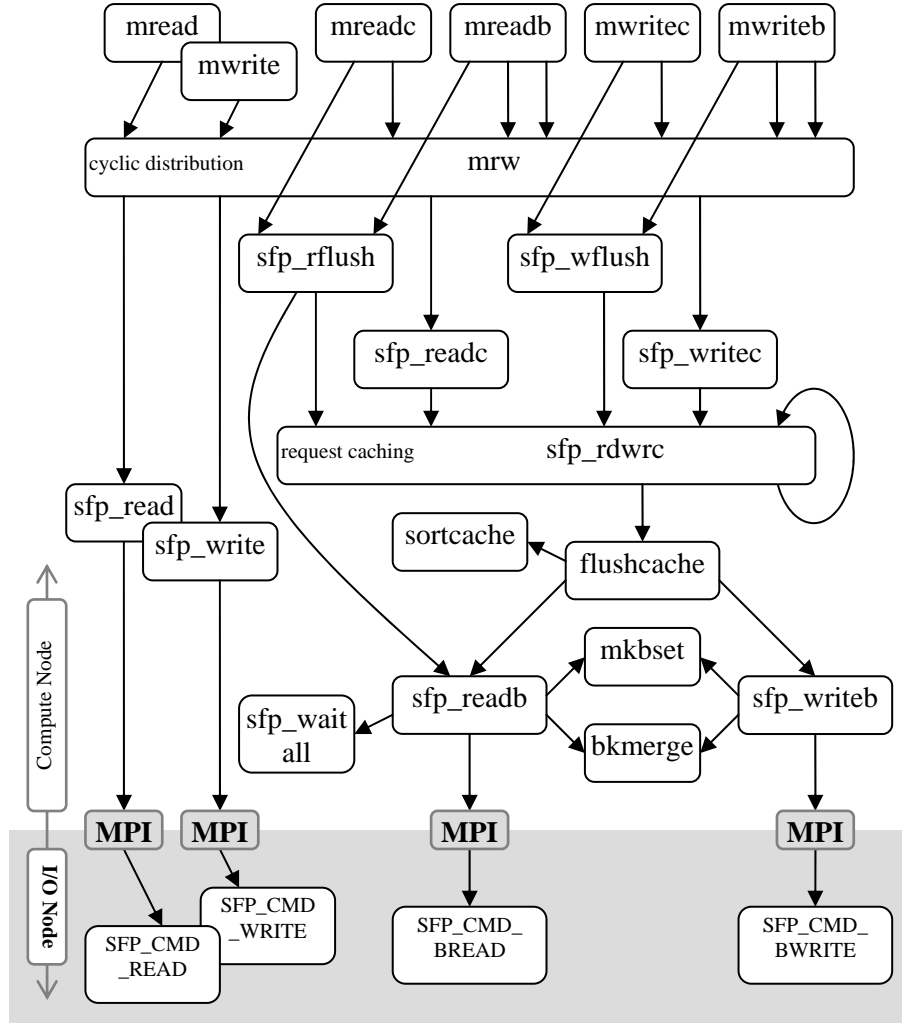 mread
mreadc
mreadb
mwritec
mwriteb
mwrite
cyclic distribution
mrw
sfp_rflush
sfp_wflush
sfp_readc
sfp_writec
request caching
sfp_rdwrc
sfp_read
sfp_write
sortcache
flushcache
Compute Node
mkbset
sfp_readb
sfp_writeb
sfp_wait
all
bkmerge
MPI
MPI
MPI
MPI
I/O Node
SFP_CMD
_WRITE
SFP_CMD
_READ
SFP_CMD_
BREAD
SFP_CMD_
BWRITE